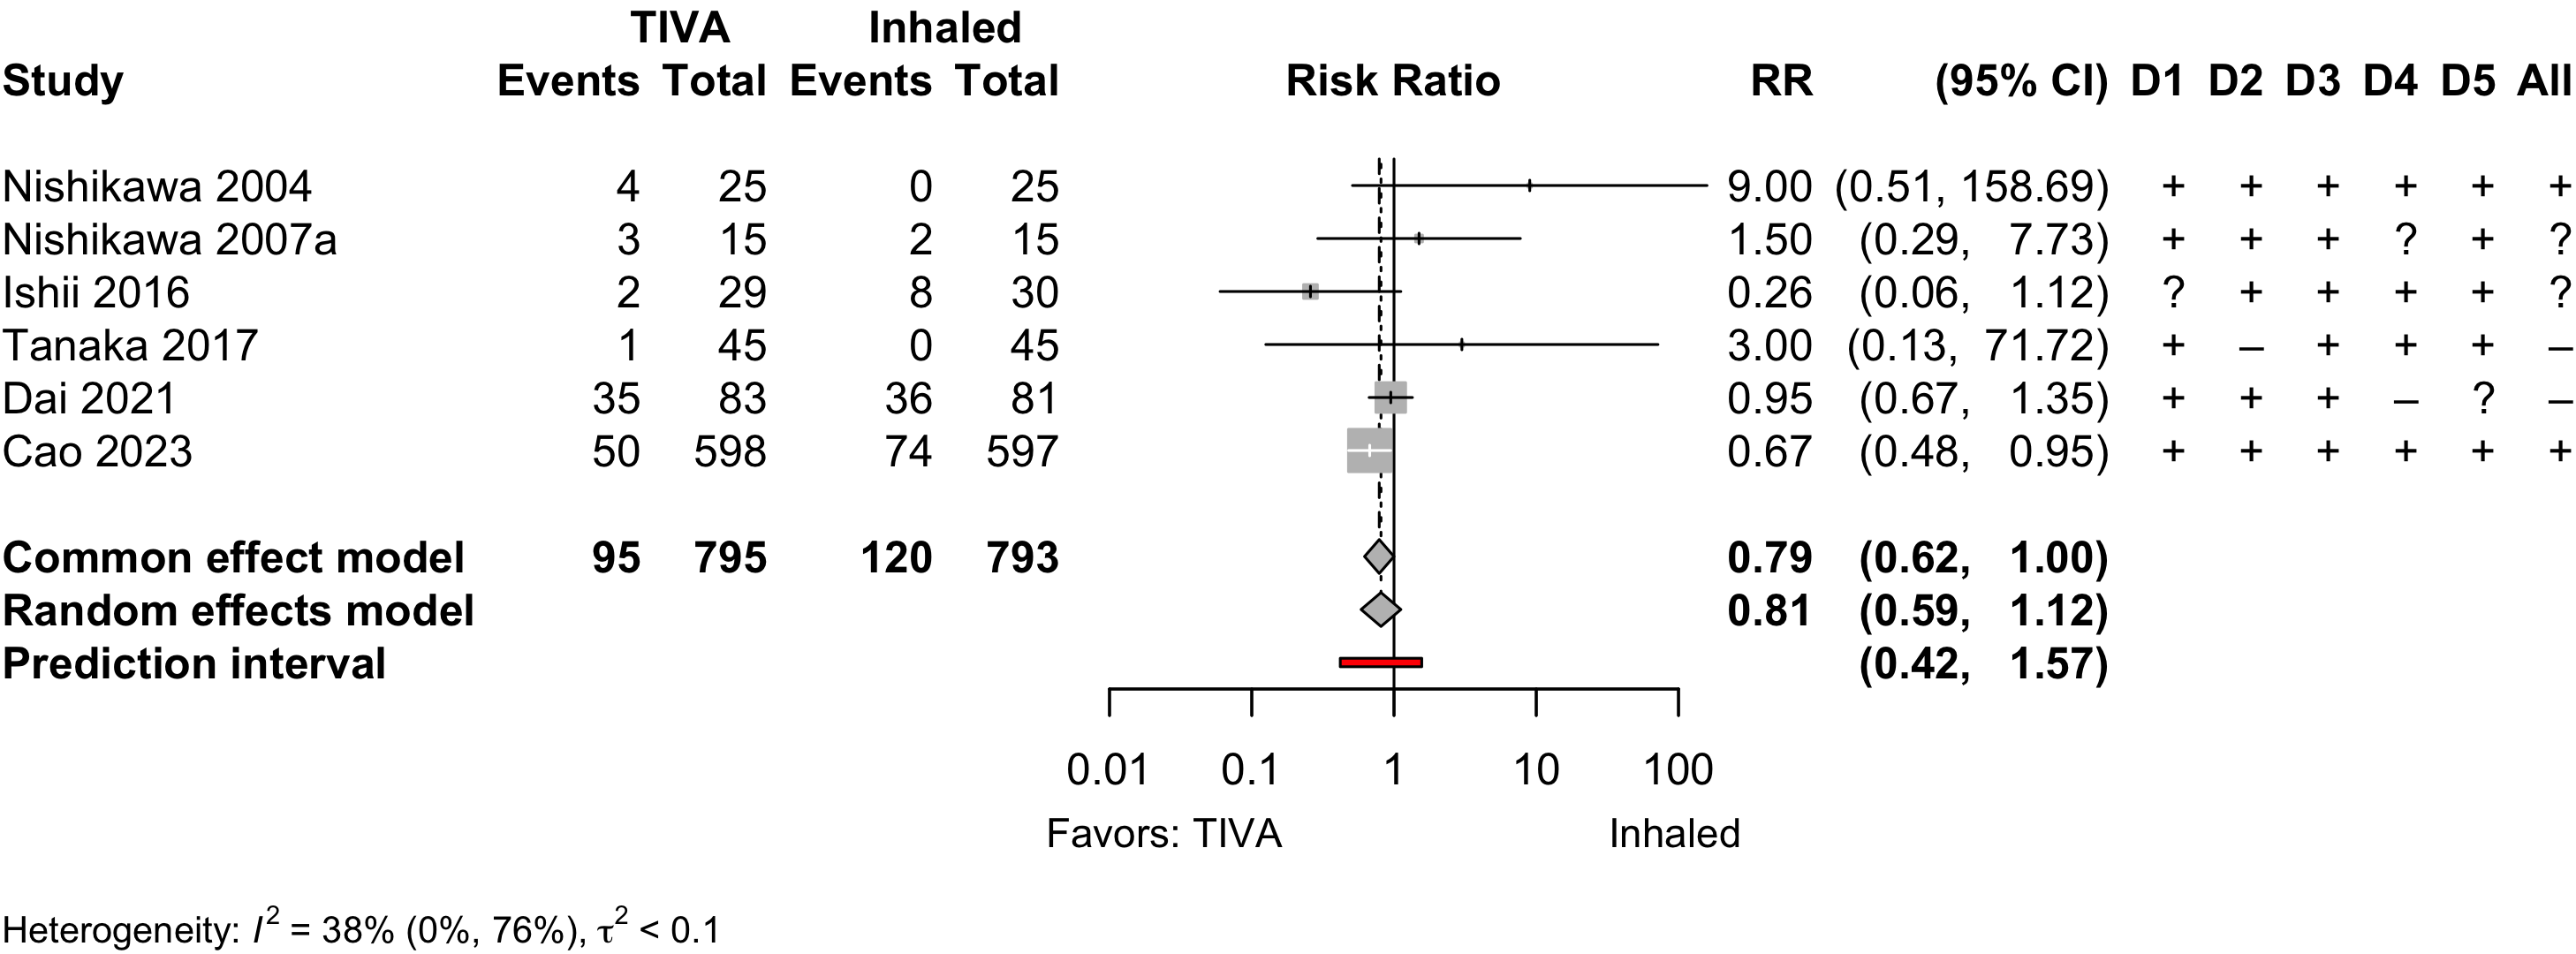 TIVA Inhaled
Study Events Total Events Total Risk Ratio RR (95% CI) D1 D2 D3 D4 D5 All
Nishikawa 2004 4 25 0 25 9.00 (0.51, 158.69) + + + + + +
Nishikawa 2007a 3 15 2 15 1.50 (0.29, 7.73) + + + ? + ?
Ishii 2016 2 29 8 30 0.26 (0.06, 1.12) ? + + + + ?
Tanaka 2017 1 45 0 45 3.00 (0.13, 71.72) + – + + + –
Dai 2021 35 83 36 81 0.95 (0.67, 1.35) + + + – ? –
Cao 2023 50 598 74 597 0.67 (0.48, 0.95) + + + + + +
Common effect model 95 795 120 793 0.79 (0.62, 1.00)
Random effects model 0.81 (0.59, 1.12)
Prediction interval (0.42, 1.57)
0.01 0.1 1 10 100
Favors: TIVA Inhaled
Heterogeneity: I² = 38% (0%, 76%), τ² < 0.1